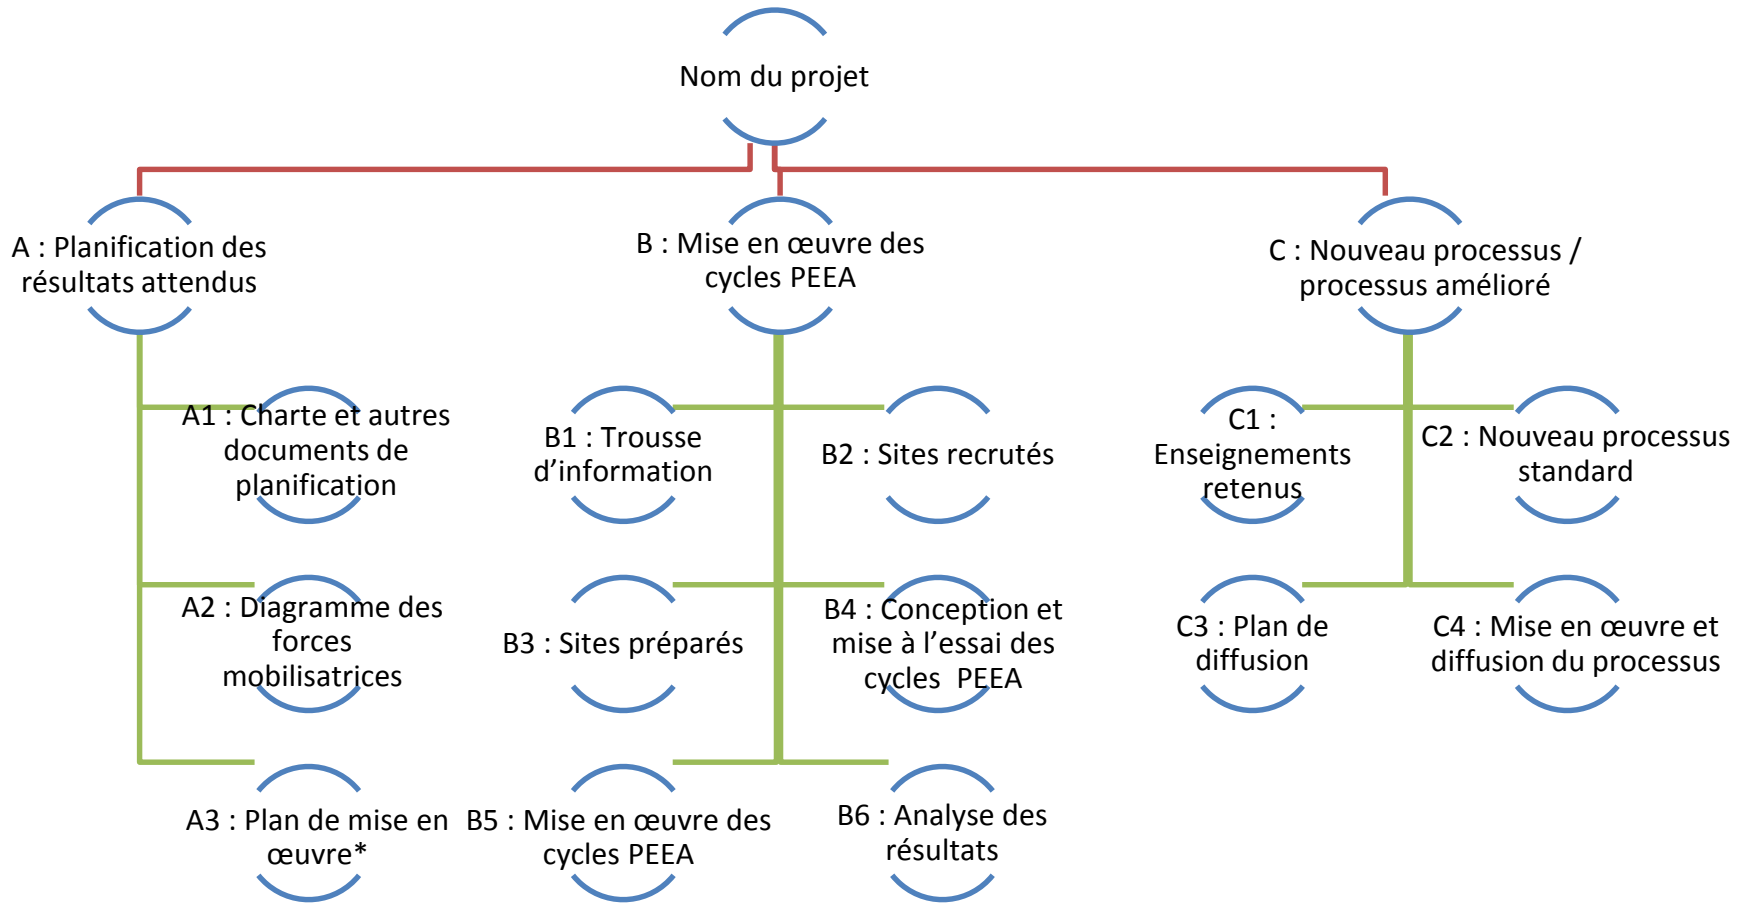 Nom du projet
A : Planification des
résultats attendus
B : Mise en œuvre des
cycles PEEA
C : Nouveau processus /
processus amélioré
A1 : Charte et autres
documents de
planification
B1 : Trousse
d’information
B2 : Sites recrutés
C1 :
Enseignements
retenus
C2 : Nouveau processus
standard
A2 : Diagramme des
forces
mobilisatrices
B3 : Sites préparés
B4 : Conception et
mise à l’essai des
cycles  PEEA
C3 : Plan de
diffusion
C4 : Mise en œuvre et
diffusion du processus
A3 : Plan de mise en
œuvre*
B5 : Mise en œuvre des
cycles PEEA
B6 : Analyse des
résultats